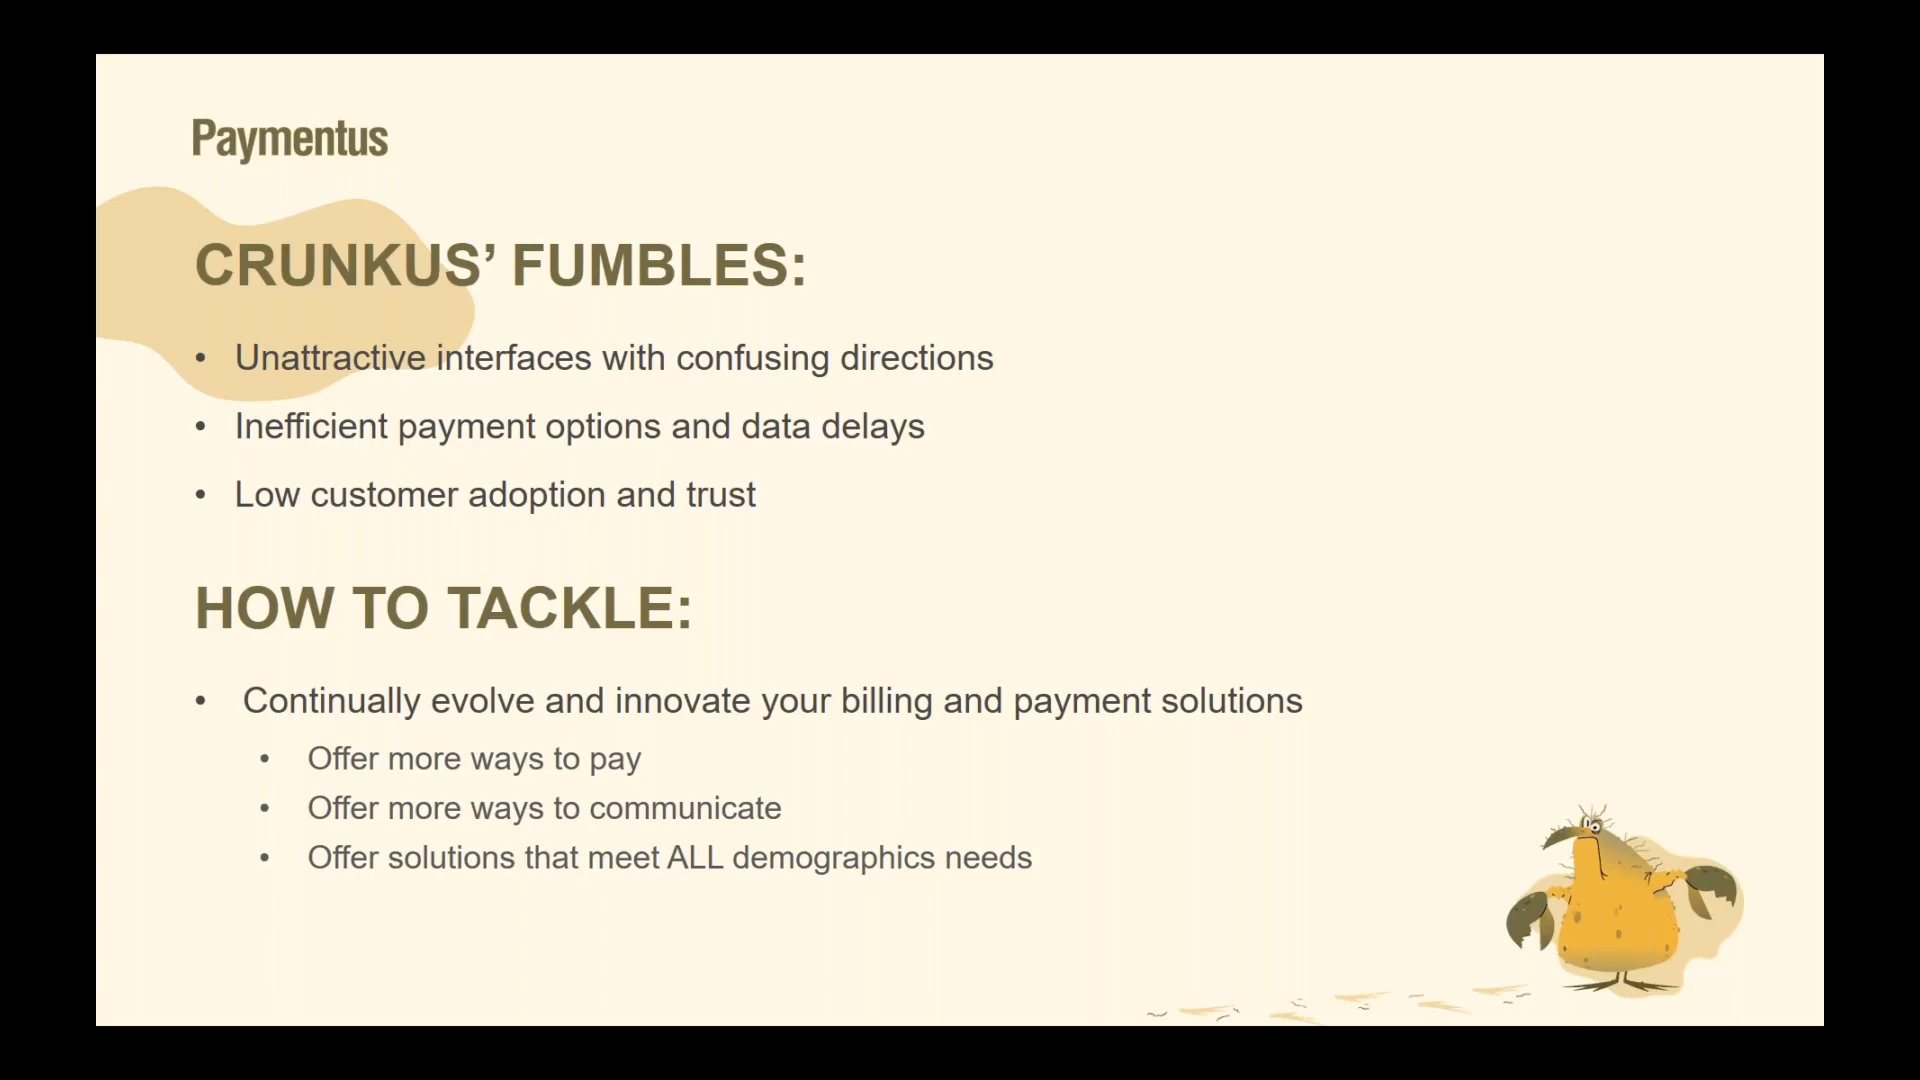 Paymentus
CRUNKUS’ FUMBLES:
• Unattractive interfaces with confusing directions
• Inefficient payment options and data delays
• Low customer adoption and trust
HOW TO TACKLE:
• Continually evolve and innovate your billing and payment solutions
• Offer more ways to pay
• Offer more ways to communicate
• Offer solutions that meet ALL demographics needs